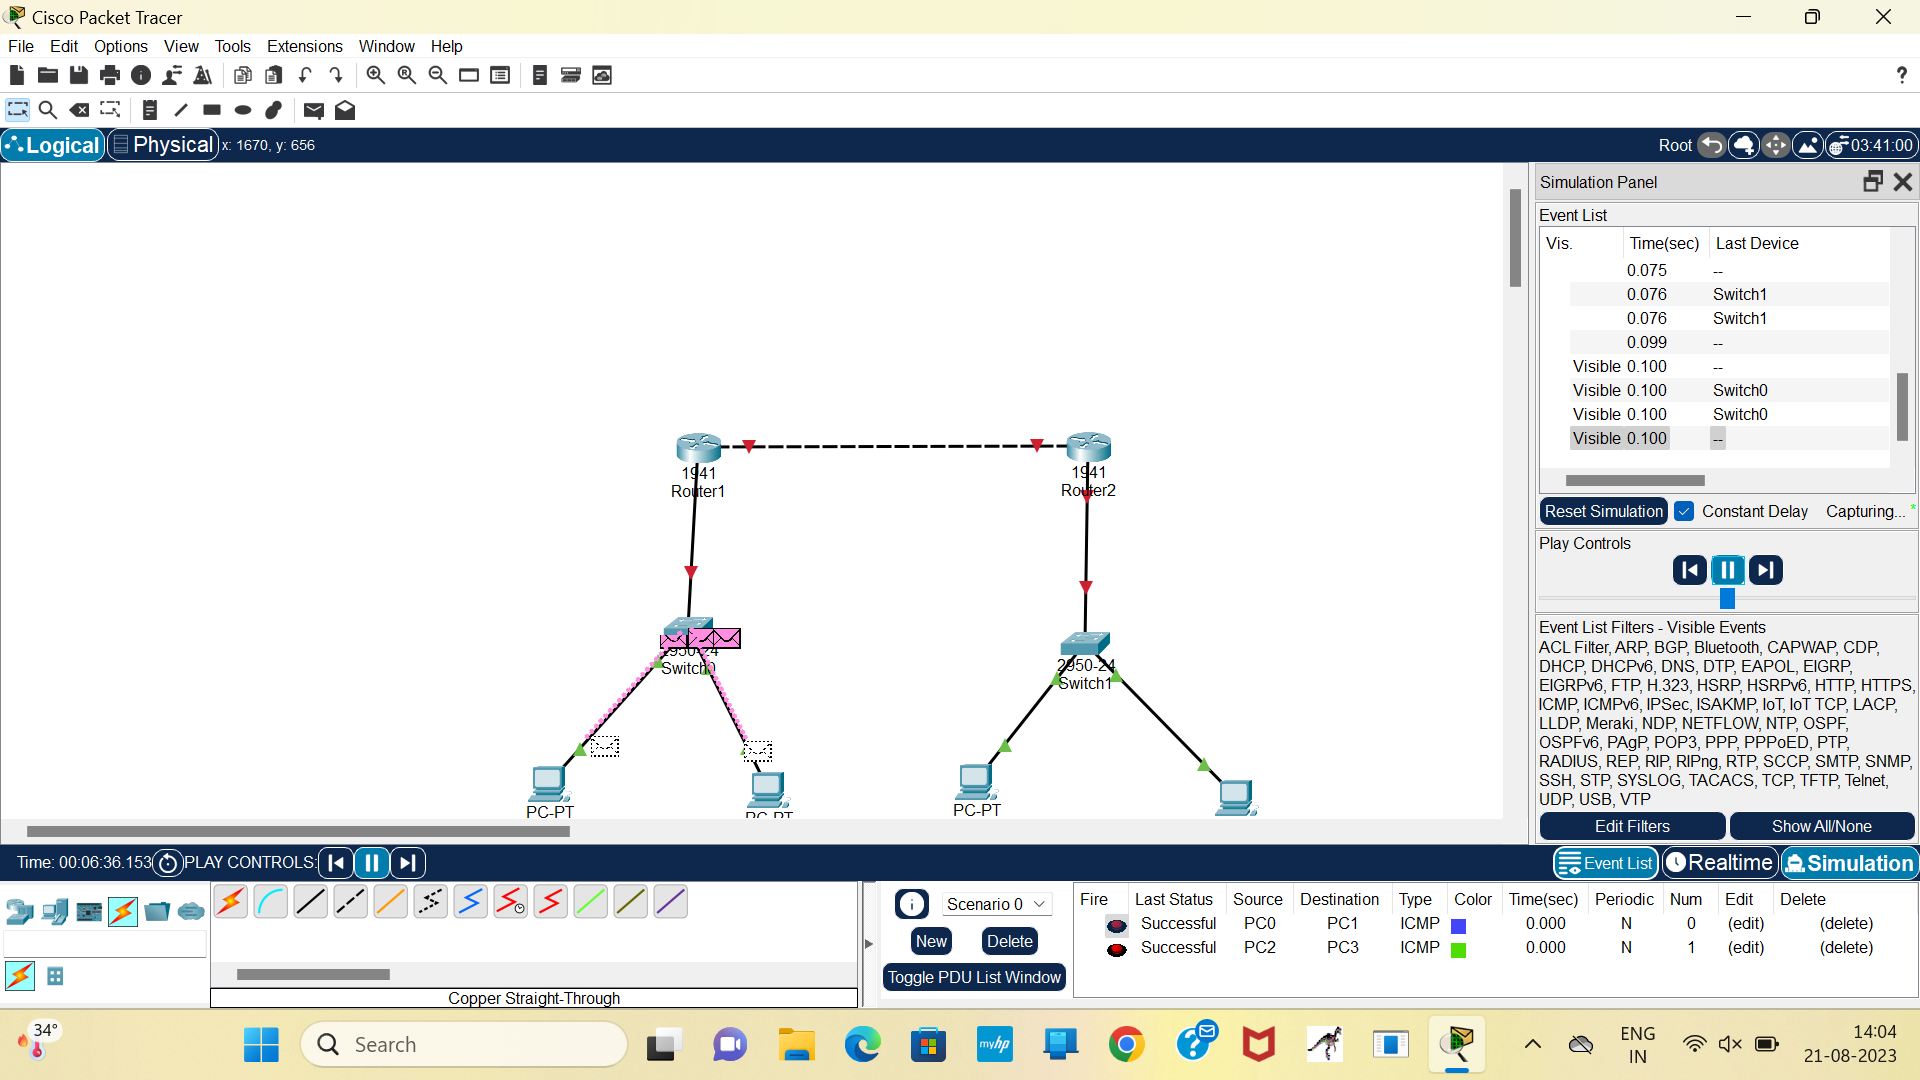 Cisco Packet Tracer
File Edit Options View Tools Extensions Window Help
Logical Physical x: 1670, y: 656 Root 03:41:00
Simulation Panel
Event List
Vis. Time(sec) Last Device
0.075 --
0.076 Switch1
0.076 Switch1
0.099 --
Visible 0.100 --
Visible 0.100 Switch0
Visible 0.100 Switch0
Visible 0.100 --
Reset Simulation Constant Delay Capturing... *
Play Controls
Event List Filters - Visible Events
ACL Filter, ARP, BGP, Bluetooth, CAPWAP, CDP,
DHCP, DHCPv6, DNS, DTP, EAPOL, EIGRP,
EIGRPv6, FTP, H.323, HSRP, HSRPv6, HTTP, HTTPS,
ICMP, ICMPv6, IPSec, ISAKMP, IoT, IoT TCP, LACP,
LLDP, Meraki, NDP, NETFLOW, NTP, OSPF,
OSPFv6, PAgP, POP3, PPP, PPPoED, PTP,
RADIUS, REP, RIP, RIPng, RTP, SCCP, SMTP, SNMP,
SSH, STP, SYSLOG, TACACS, TCP, TFTP, Telnet,
UDP, USB, VTP
Edit Filters Show All/None
1941
Router1
1941
Router2
2950-24
Switch0
2950-24
Switch1
PC-PT
PC-PT
PC-PT
Time: 00:06:36.153 PLAY CONTROLS: Event List Realtime Simulation
Copper Straight-Through
Scenario 0
New Delete
Toggle PDU List Window
Fire Last Status Source Destination Type Color Time(sec) Periodic Num Edit Delete
Successful PC0 PC1 ICMP 0.000 N 0 (edit) (delete)
Successful PC2 PC3 ICMP 0.000 N 1 (edit) (delete)
34°
Search
myhp
ENG
IN
14:04
21-08-2023